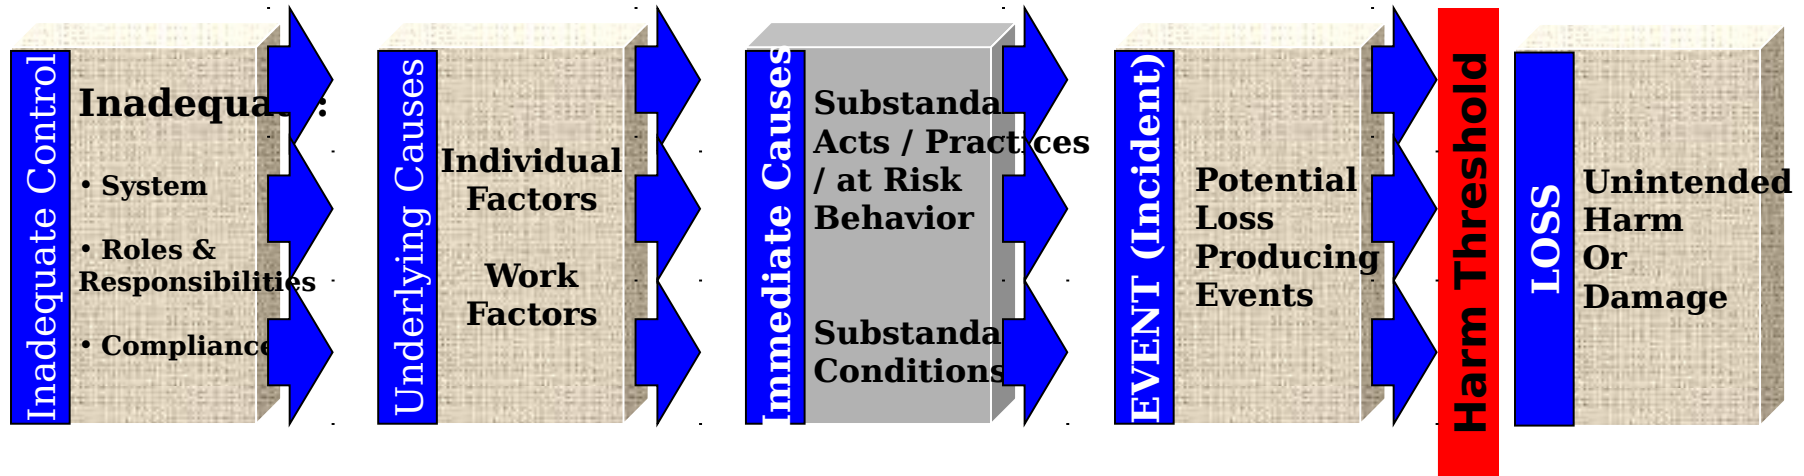 Inadequate Control
Inadequa :
• System
• Roles &
Responsibilities
• Compliance
Underlying Causes
Individual
Factors
Work
Factors
Immediate Causes
Substanda
Acts / Practices
/ at Risk
Behavior
Substanda
Conditions
EVENT (Incident)
Potential
Loss
Producing
Events
Harm Threshold
LOSS
Unintended
Harm
Or
Damage